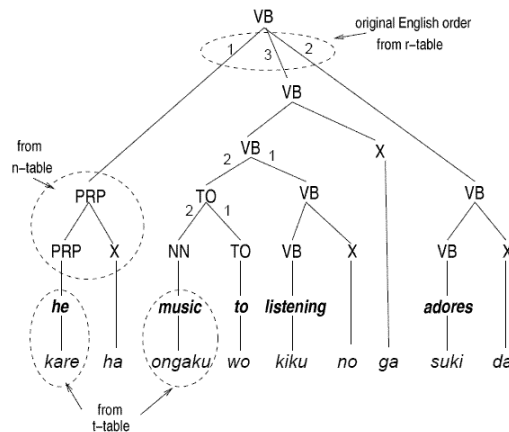 VB
original English order
from r-table
1 3 2
VB
from
n-table
VB X
2 1
PRP TO VB VB
2 1
PRP X NN TO VB X VB X
he music to listening adores
kare ha ongaku wo kiku no ga suki da
from
t-table